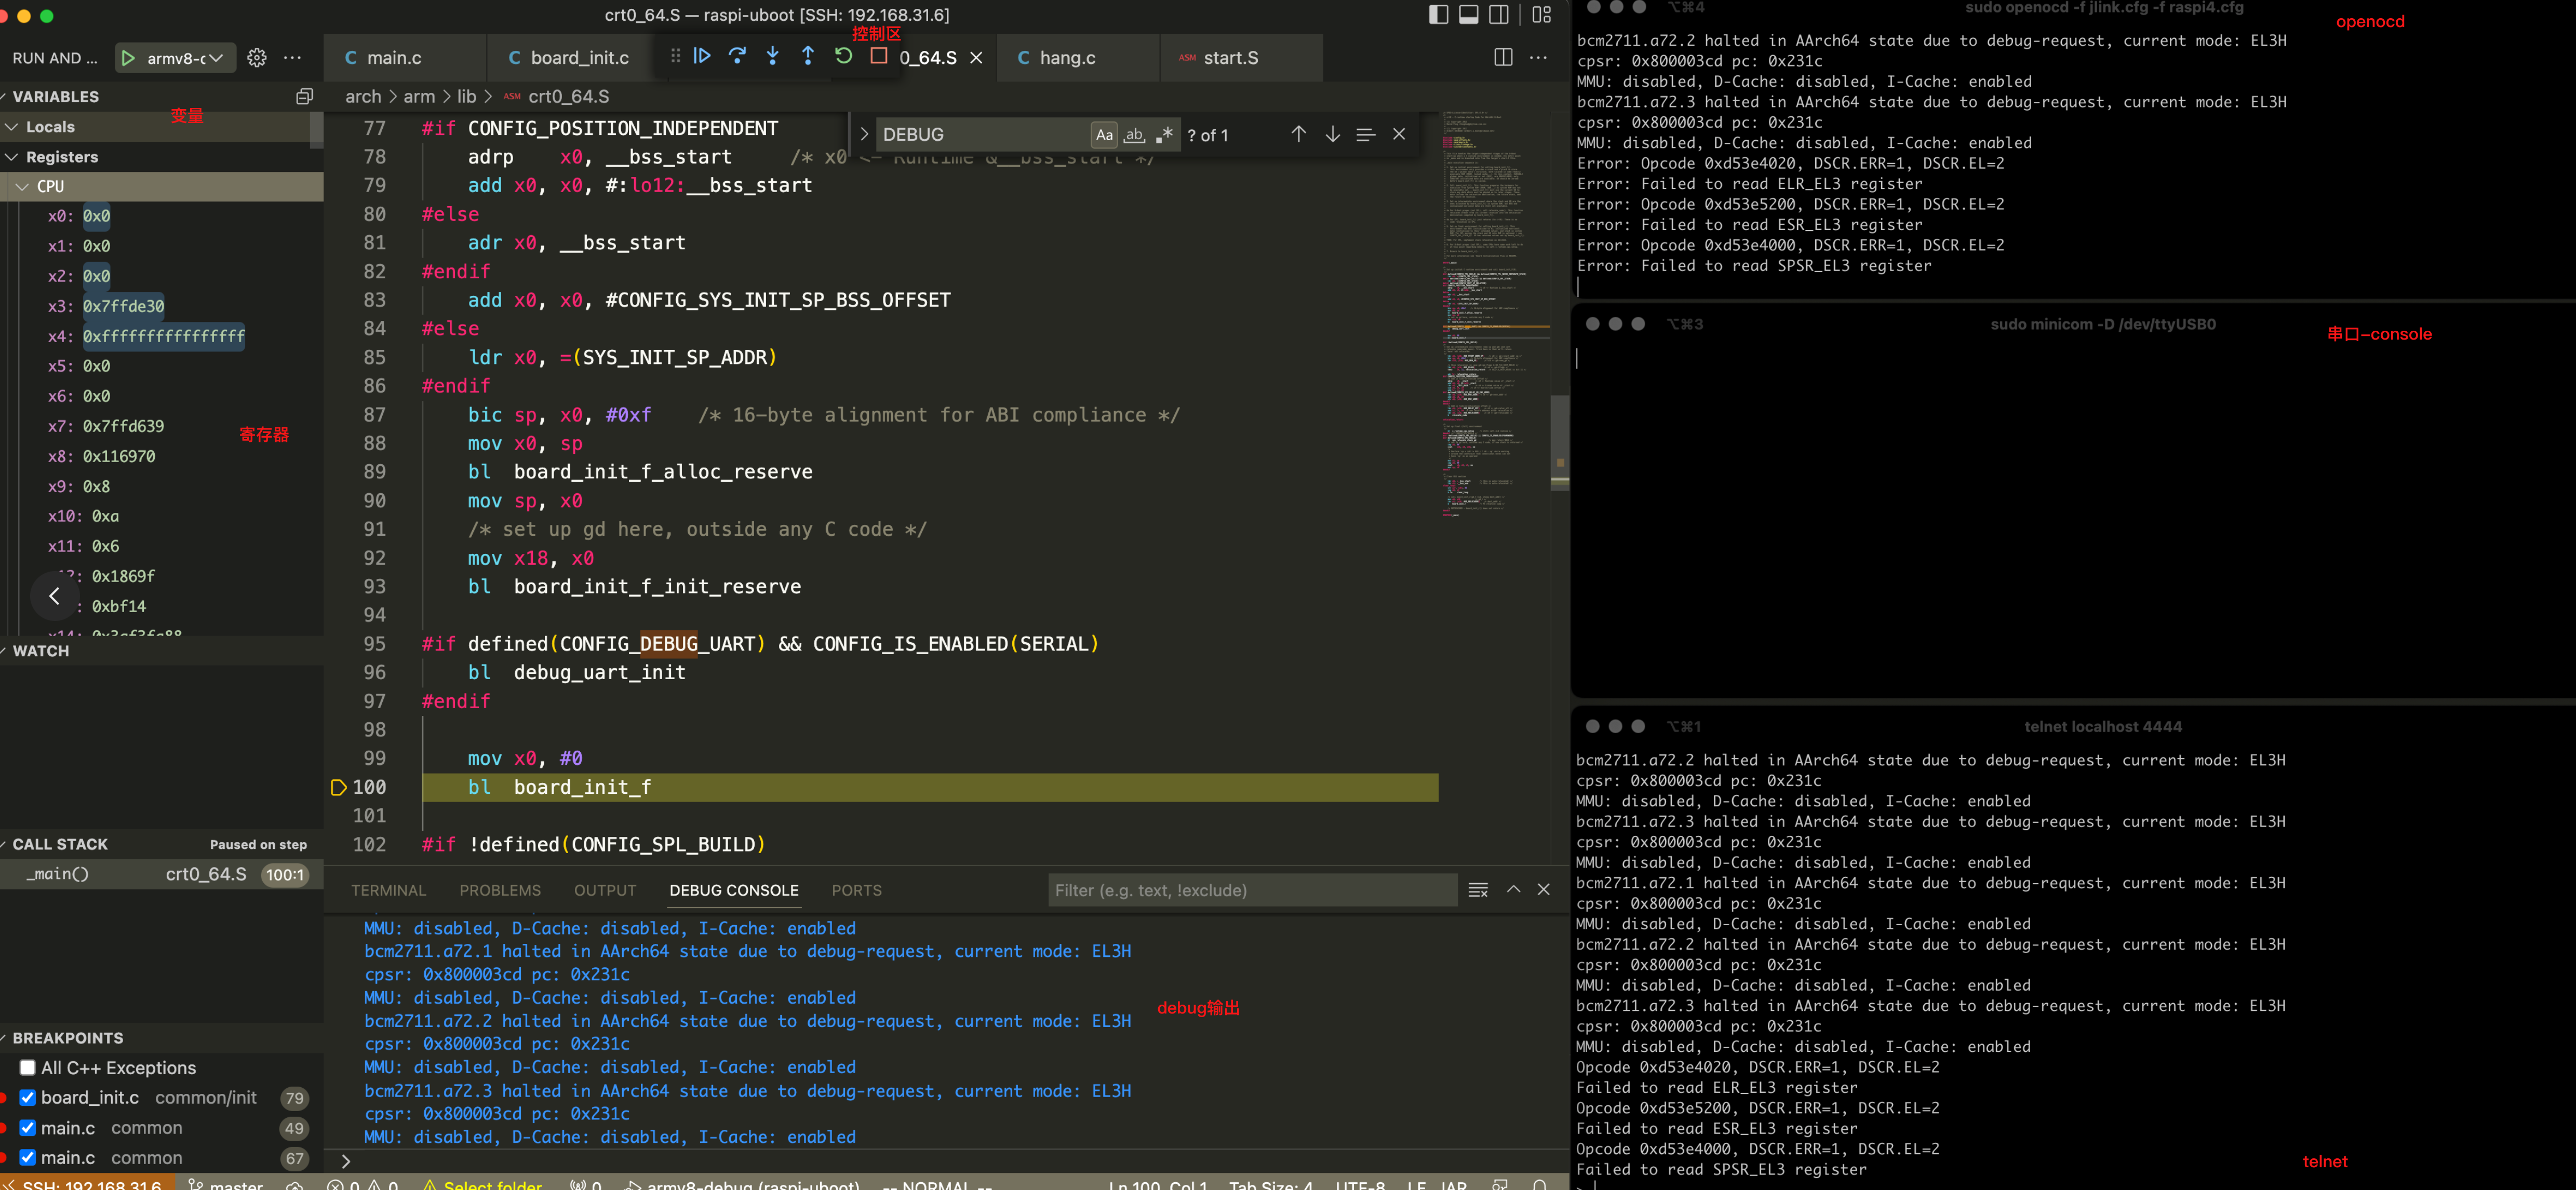 crt0_64.S — raspi-uboot [SSH: 192.168.31.6]
控制区
RUN AND ...
armv8-c
main.c
board_init.c
0_64.S
hang.c
ASM start.S
arch > arm > lib > ASM crt0_64.S
DEBUG
Aa
ab
? of 1
VARIABLES
变量
Locals
Registers
CPU
x0: 0x0
x1: 0x0
x2: 0x0
x3: 0x7ffde30
x4: 0xffffffffffffffff
x5: 0x0
x6: 0x0
x7: 0x7ffd639
寄存器
x8: 0x116970
x9: 0x8
x10: 0xa
x11: 0x6
: 0x1869f
: 0xbf14
WATCH
CALL STACK
Paused on step
_main()
crt0_64.S
100:1
BREAKPOINTS
All C++ Exceptions
board_init.c common/init 79
main.c common 49
main.c common 67
77 #if CONFIG_POSITION_INDEPENDENT
78 adrp x0, __bss_start /* x0 <- Runtime &__bss_start */
79 add x0, x0, #:lo12:__bss_start
80 #else
81 adr x0, __bss_start
82 #endif
83 add x0, x0, #CONFIG_SYS_INIT_SP_BSS_OFFSET
84 #else
85 ldr x0, =(SYS_INIT_SP_ADDR)
86 #endif
87 bic sp, x0, #0xf /* 16-byte alignment for ABI compliance */
88 mov x0, sp
89 bl board_init_f_alloc_reserve
90 mov sp, x0
91 /* set up gd here, outside any C code */
92 mov x18, x0
93 bl board_init_f_init_reserve
94
95 #if defined(CONFIG_DEBUG_UART) && CONFIG_IS_ENABLED(SERIAL)
96 bl debug_uart_init
97 #endif
98
99 mov x0, #0
100 bl board_init_f
101
102 #if !defined(CONFIG_SPL_BUILD)
TERMINAL
PROBLEMS
OUTPUT
DEBUG CONSOLE
PORTS
Filter (e.g. text, !exclude)
MMU: disabled, D-Cache: disabled, I-Cache: enabled
bcm2711.a72.1 halted in AArch64 state due to debug-request, current mode: EL3H
cpsr: 0x800003cd pc: 0x231c
MMU: disabled, D-Cache: disabled, I-Cache: enabled
bcm2711.a72.2 halted in AArch64 state due to debug-request, current mode: EL3H
cpsr: 0x800003cd pc: 0x231c
MMU: disabled, D-Cache: disabled, I-Cache: enabled
bcm2711.a72.3 halted in AArch64 state due to debug-request, current mode: EL3H
cpsr: 0x800003cd pc: 0x231c
MMU: disabled, D-Cache: disabled, I-Cache: enabled
debug输出
SSH: 192.168.31.6
master
0 0
Select folder
0
armv8-debug (raspi-uboot)
-- NORMAL --
Ln 100, Col 1
Tab Size: 4
UTF-8
LF
⌥⌘4
sudo openocd -f jlink.cfg -f raspi4.cfg
openocd
bcm2711.a72.2 halted in AArch64 state due to debug-request, current mode: EL3H
cpsr: 0x800003cd pc: 0x231c
MMU: disabled, D-Cache: disabled, I-Cache: enabled
bcm2711.a72.3 halted in AArch64 state due to debug-request, current mode: EL3H
cpsr: 0x800003cd pc: 0x231c
MMU: disabled, D-Cache: disabled, I-Cache: enabled
Error: Opcode 0xd53e4020, DSCR.ERR=1, DSCR.EL=2
Error: Failed to read ELR_EL3 register
Error: Opcode 0xd53e5200, DSCR.ERR=1, DSCR.EL=2
Error: Failed to read ESR_EL3 register
Error: Opcode 0xd53e4000, DSCR.ERR=1, DSCR.EL=2
Error: Failed to read SPSR_EL3 register
⌥⌘3
sudo minicom -D /dev/ttyUSB0
串口-console
⌥⌘1
telnet localhost 4444
bcm2711.a72.2 halted in AArch64 state due to debug-request, current mode: EL3H
cpsr: 0x800003cd pc: 0x231c
MMU: disabled, D-Cache: disabled, I-Cache: enabled
bcm2711.a72.3 halted in AArch64 state due to debug-request, current mode: EL3H
cpsr: 0x800003cd pc: 0x231c
MMU: disabled, D-Cache: disabled, I-Cache: enabled
bcm2711.a72.1 halted in AArch64 state due to debug-request, current mode: EL3H
cpsr: 0x800003cd pc: 0x231c
MMU: disabled, D-Cache: disabled, I-Cache: enabled
bcm2711.a72.2 halted in AArch64 state due to debug-request, current mode: EL3H
cpsr: 0x800003cd pc: 0x231c
MMU: disabled, D-Cache: disabled, I-Cache: enabled
bcm2711.a72.3 halted in AArch64 state due to debug-request, current mode: EL3H
cpsr: 0x800003cd pc: 0x231c
MMU: disabled, D-Cache: disabled, I-Cache: enabled
Opcode 0xd53e4020, DSCR.ERR=1, DSCR.EL=2
Failed to read ELR_EL3 register
Opcode 0xd53e5200, DSCR.ERR=1, DSCR.EL=2
Failed to read ESR_EL3 register
Opcode 0xd53e4000, DSCR.ERR=1, DSCR.EL=2
Failed to read SPSR_EL3 register
telnet